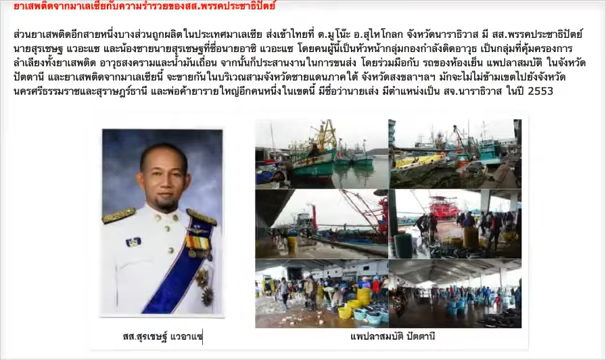 ยาเสพติดจากมาเลเซียกับความร่ำรวยของสส.พรรคประชาธิปัตย์
ส่วนยาเสพติดอีกสายหนึ่งบางส่วนถูกผลิตในประเทศมาเลเซีย ส่งเข้าไทยที่ ต.มูโน๊ะ อ.สุไหงโกลก จังหวัดนาราธิวาส มี สส.พรรคประชาธิปัตย์
นายสุรเชษฐ แวอะแซ และน้องชายนายสุรเชษฐที่ชื่อนายอาซิ แวอะแซ โดยคนผู้นี้เป็นหัวหน้ากลุ่มกองกำลังติดอาวุธ เป็นกลุ่มที่คุ้มครองการ
ลำเลียงทั้งยาเสพติด อาวุธสงครามและน้ำมันเถื่อน จากนั้นก็ประสานงานในการขนส่ง โดยร่วมมือกับ รถของห้องเย็น แพปลาสมบัติ ในจังหวัด
ปัตตานี และยาเสพติดจากมาเลเซียนี้ จะขายกันในบริเวณสามจังหวัดชายแดนภาคใต้ จังหวัดสงขลาฯลฯ มักจะไม่ไม่ข้ามเขตไปยังจังหวัด
นครศรีธรรมราชและสุราษฎร์ธานี และพ่อค้ายารายใหญ่อีกคนหนึ่งในเขตนี้ มีชื่อว่านายเส่ง มีตำแหน่งเป็น สจ.นาราธิวาส ในปี 2553
สส.สุรเชษฐ์ แวอาแซ
แพปลาสมบัติ ปัตตานี